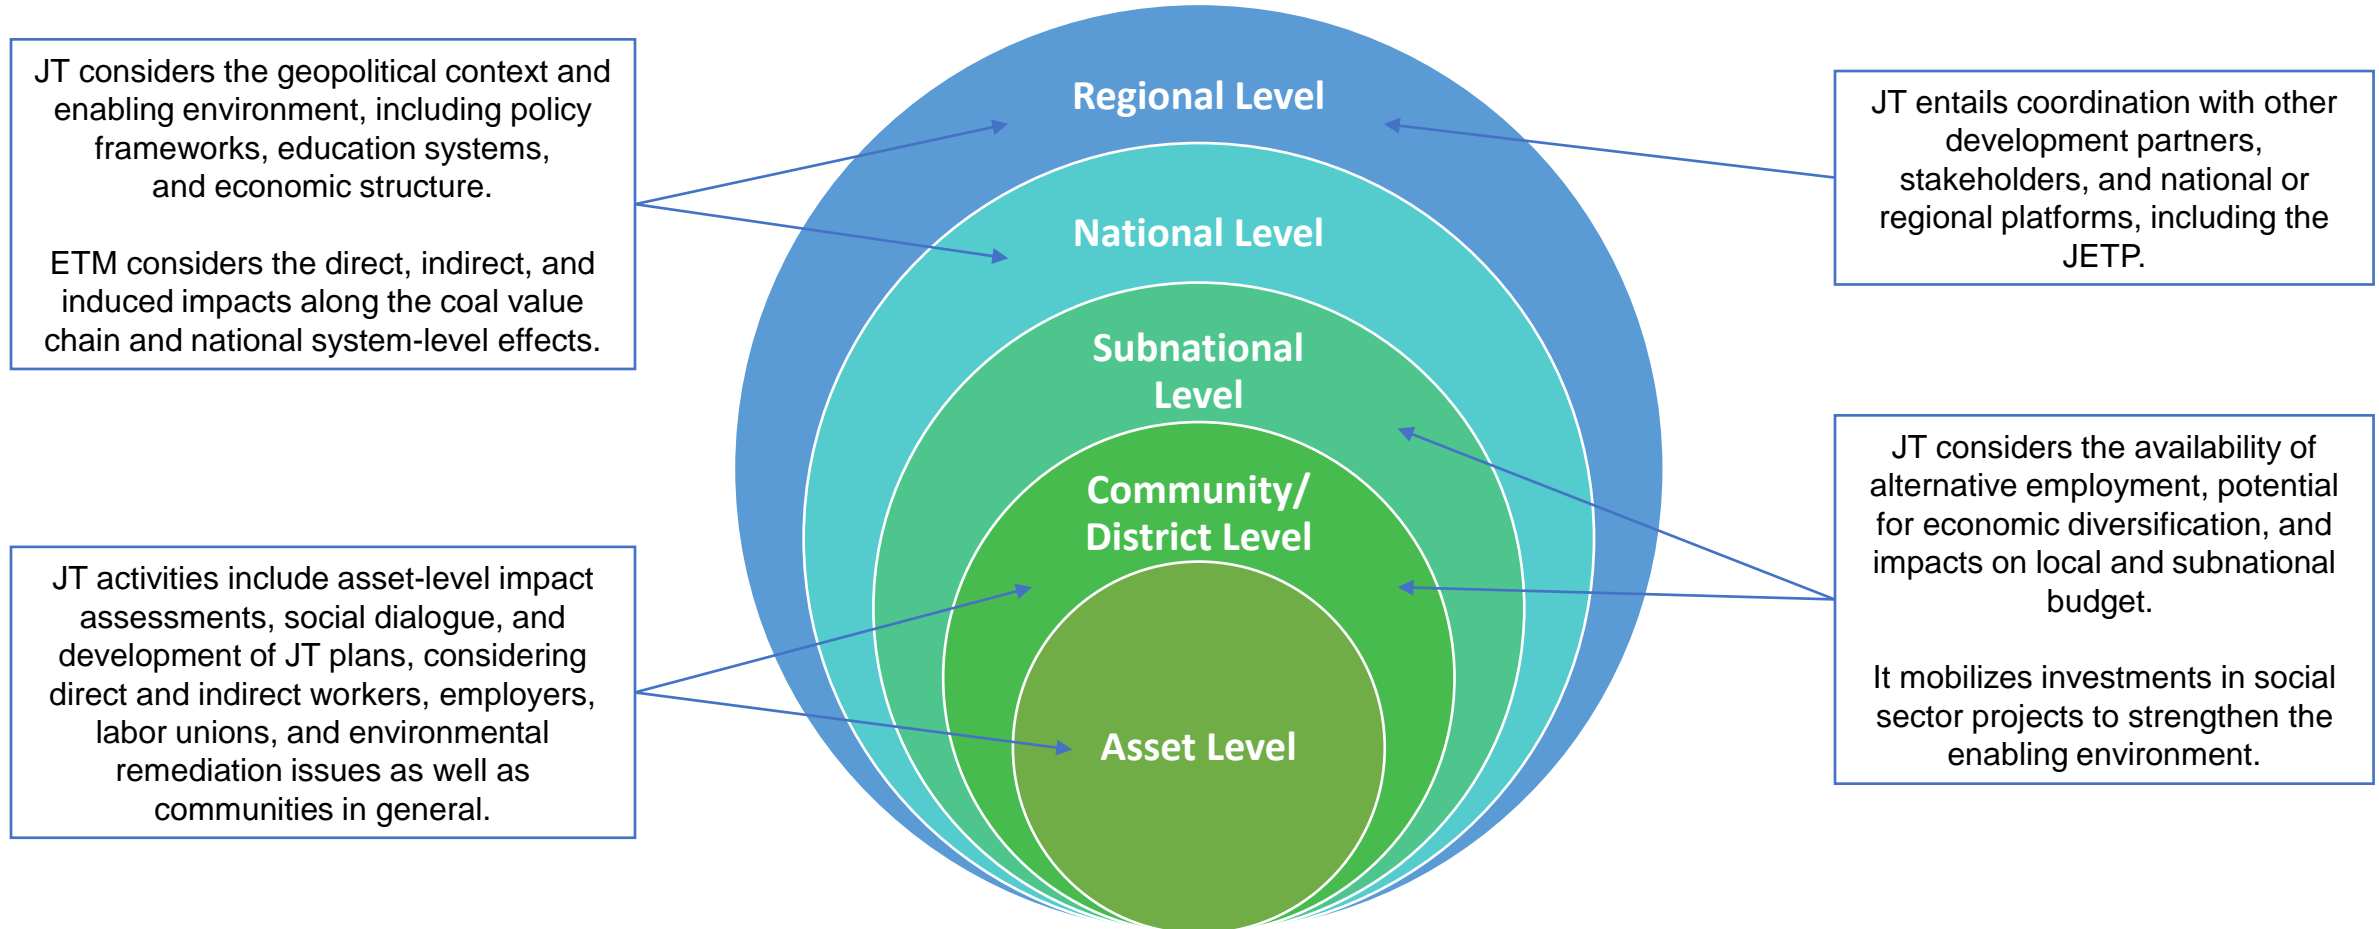 JT considers the geopolitical context and
enabling environment, including policy
frameworks, education systems,
and economic structure.
ETM considers the direct, indirect, and
induced impacts along the coal value
chain and national system-level effects.
JT activities include asset-level impact
assessments, social dialogue, and
development of JT plans, considering
direct and indirect workers, employers,
labor unions, and environmental
remediation issues as well as
communities in general.
Regional Level
National Level
Subnational
Level
Community/
District Level
Asset Level
JT entails coordination with other
development partners,
stakeholders, and national or
regional platforms, including the
JETP.
JT considers the availability of
alternative employment, potential
for economic diversification, and
impacts on local and subnational
budget.
It mobilizes investments in social
sector projects to strengthen the
enabling environment.